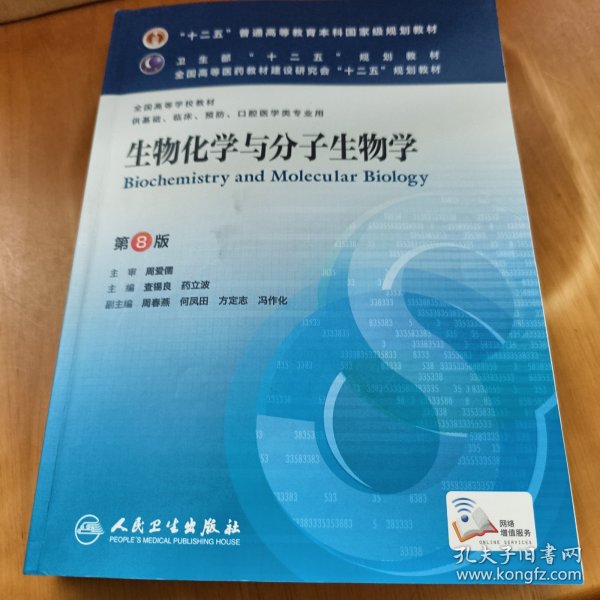 "十二五"普通高等教育本科国家级规划教材
卫生部"十二五"规划教材
全国高等医药教材建设研究会"十二五"规划教材
全国高等学校教材
供基础、临床、预防、口腔医学类专业用
生物化学与分子生物学
Biochemistry and Molecular Biology
第8版
主审 周爱儒
主编 查锡良 药立波
副主编 周春燕 何凤田 方定志 冯作化
人民卫生出版社
PEOPLE'S MEDICAL PUBLISHING HOUSE
网络
增值服务
ONLINE SERVICES
孔夫子旧书网
www.kongfz.com